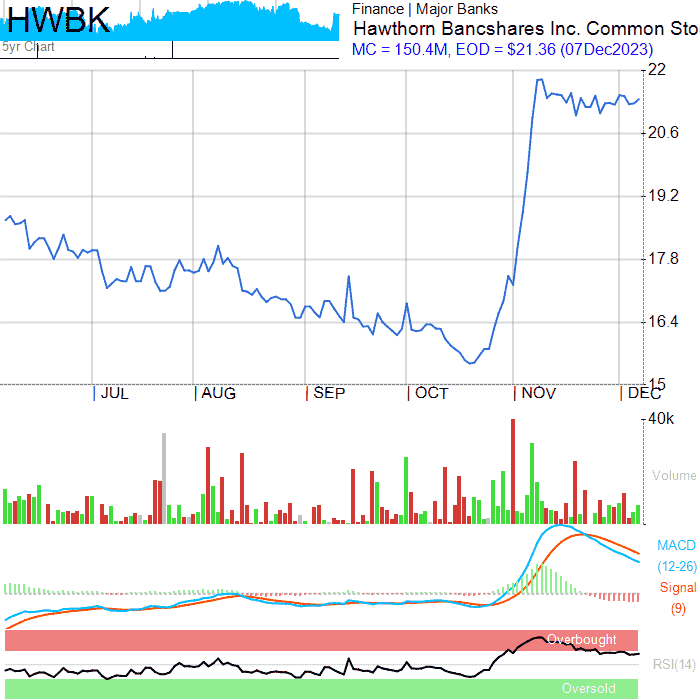 HWBK
5yr Chart
Finance | Major Banks
Hawthorn Bancshares Inc. Common Sto
MC = 150.4M, EOD = $21.36 (07Dec2023)
22
20.6
19.2
17.8
16.4
15
JUL AUG SEP OCT NOV DEC
40k
Volume
MACD
(12-26)
Signal
(9)
Overbought
RSI(14)
Oversold